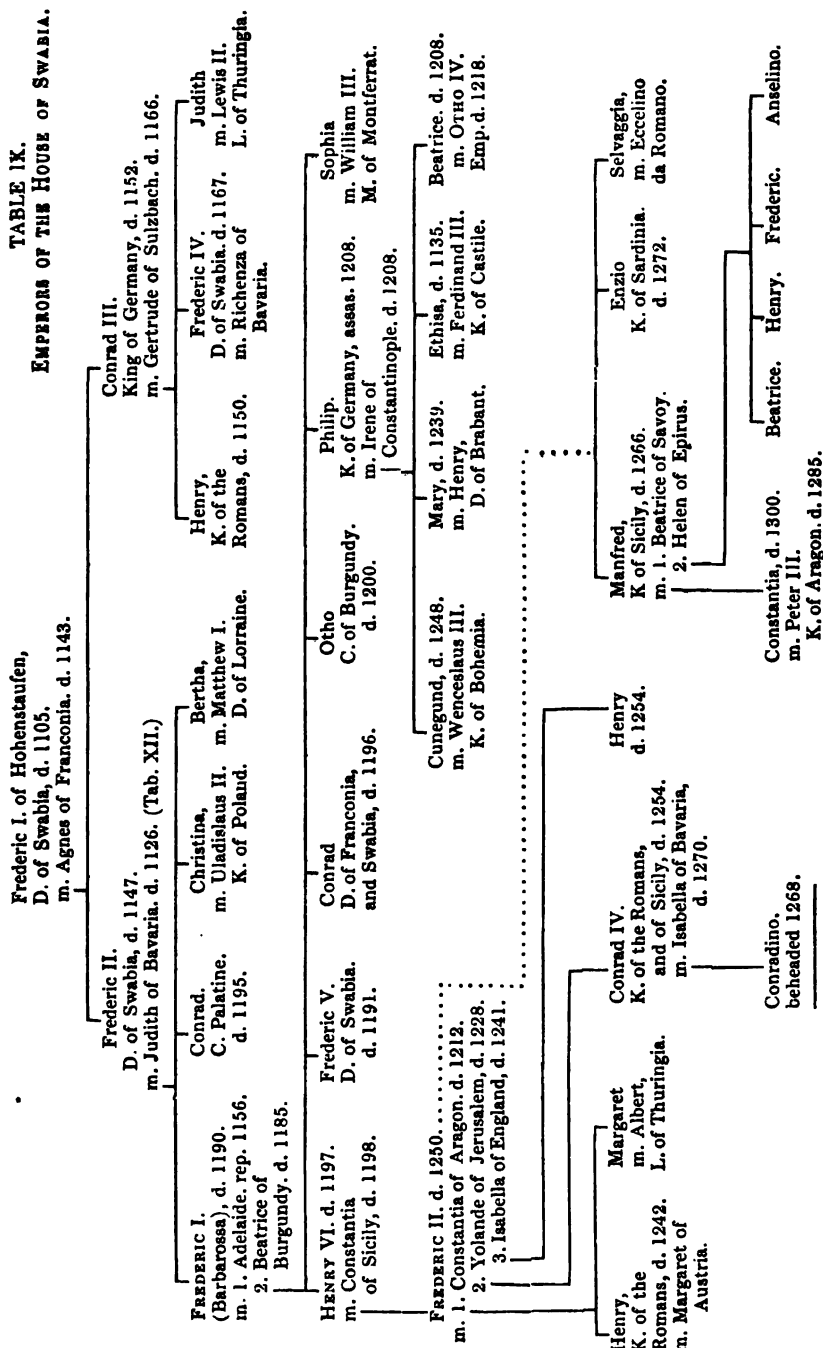 TABLE IX.
EMPERORS OF THE HOUSE OF SWABIA.
Frederic I. of Hohenstaufen,
D. of Swabia, d. 1105.
m. Agnes of Franconia. d. 1143.
Frederic II.
D. of Swabia, d. 1147.
m. Judith of Bavaria. d. 1126. (Tab. XII.)
Conrad III.
King of Germany, d. 1152.
m. Gertrude of Sulzbach. d. 1166.
FREDERIC I.
(Barbarossa), d. 1190.
m. 1. Adelaide. rep. 1156.
2. Beatrice of
Burgundy. d. 1185.
Conrad.
C. Palatine.
d. 1195.
Christina,
m. Uladislaus II.
K. of Poland.
Bertha,
m. Matthew I.
D. of Lorraine.
Henry,
K. of the
Romans, d. 1150.
Frederic IV.
D. of Swabia. d. 1167.
m. Richenza of
Bavaria.
Judith
m. Lewis II.
L. of Thuringia.
HENRY VI. d. 1197.
m. Constantia
of Sicily, d. 1198.
Frederic V.
D. of Swabia.
d. 1191.
Conrad
D. of Franconia,
and Swabia, d. 1196.
Otho
C. of Burgundy.
d. 1200.
Philip.
K. of Germany, assas. 1208.
m. Irene of
Constantinople. d. 1208.
Sophia
m. William III.
M. of Montferrat.
FREDERIC II. d. 1250.
m. 1. Constantia of Aragon. d. 1212.
2. Yolande of Jerusalem, d. 1228.
3. Isabella of England, d. 1241.
Cunegund, d. 1248.
m. Wenceslaus III.
K. of Bohemia.
Mary, d. 1239.
m. Henry,
D. of Brabant.
Ethisa, d. 1135.
m. Ferdinand III.
K. of Castile.
Beatrice. d. 1208.
m. OTHO IV.
Emp. d. 1218.
Henry,
K. of the
Romans, d. 1242.
m. Margaret of
Austria.
Margaret
m. Albert,
L. of Thuringia.
Conrad IV.
K. of the Romans,
and of Sicily, d. 1254.
m. Isabella of Bavaria,
d. 1270.
Henry
d. 1254.
Manfred,
K of Sicily, d. 1266.
m. 1. Beatrice of Savoy.
2. Helen of Epirus.
Enzio
K. of Sardinia.
d. 1272.
Selvaggia,
m. Eccelino
da Romano.
Conradino.
beheaded 1268.
Constantia, d. 1300.
m. Peter III.
K. of Aragon. d. 1285.
Beatrice.
Henry.
Frederic.
Anselino.